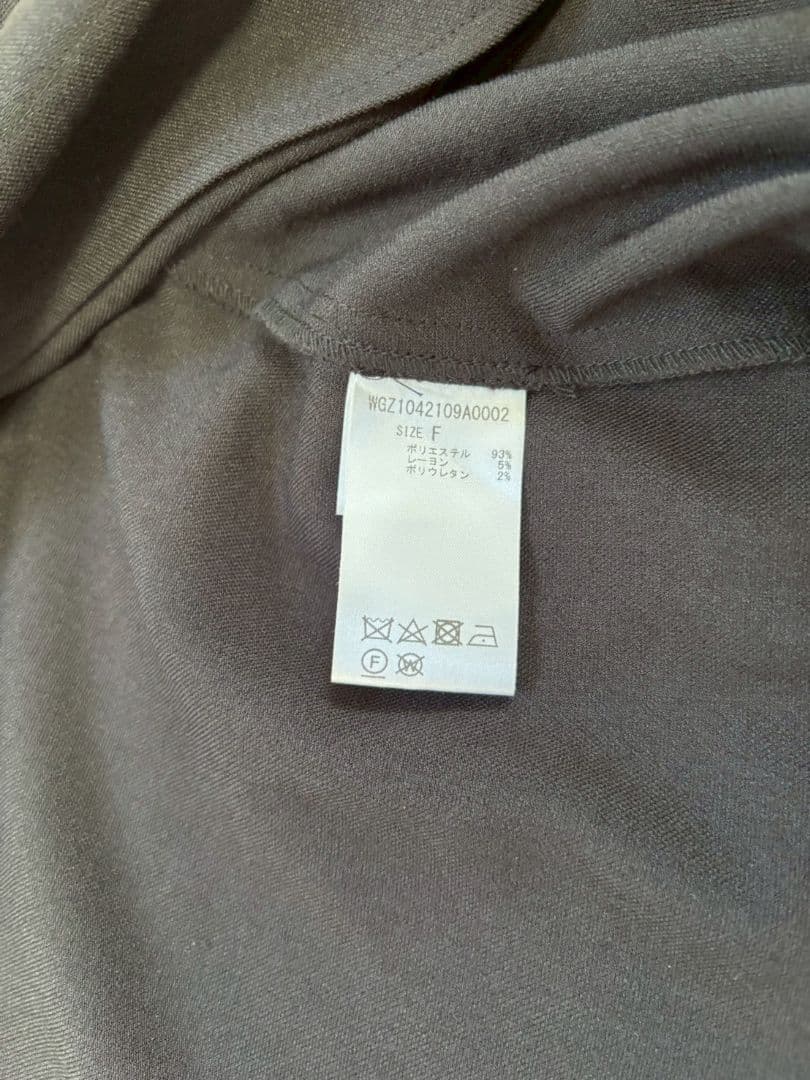 WGZ1042109A0002
SIZE F
ポリエステル 93%
レーヨン 5%
ポリウレタン 2%
F
W